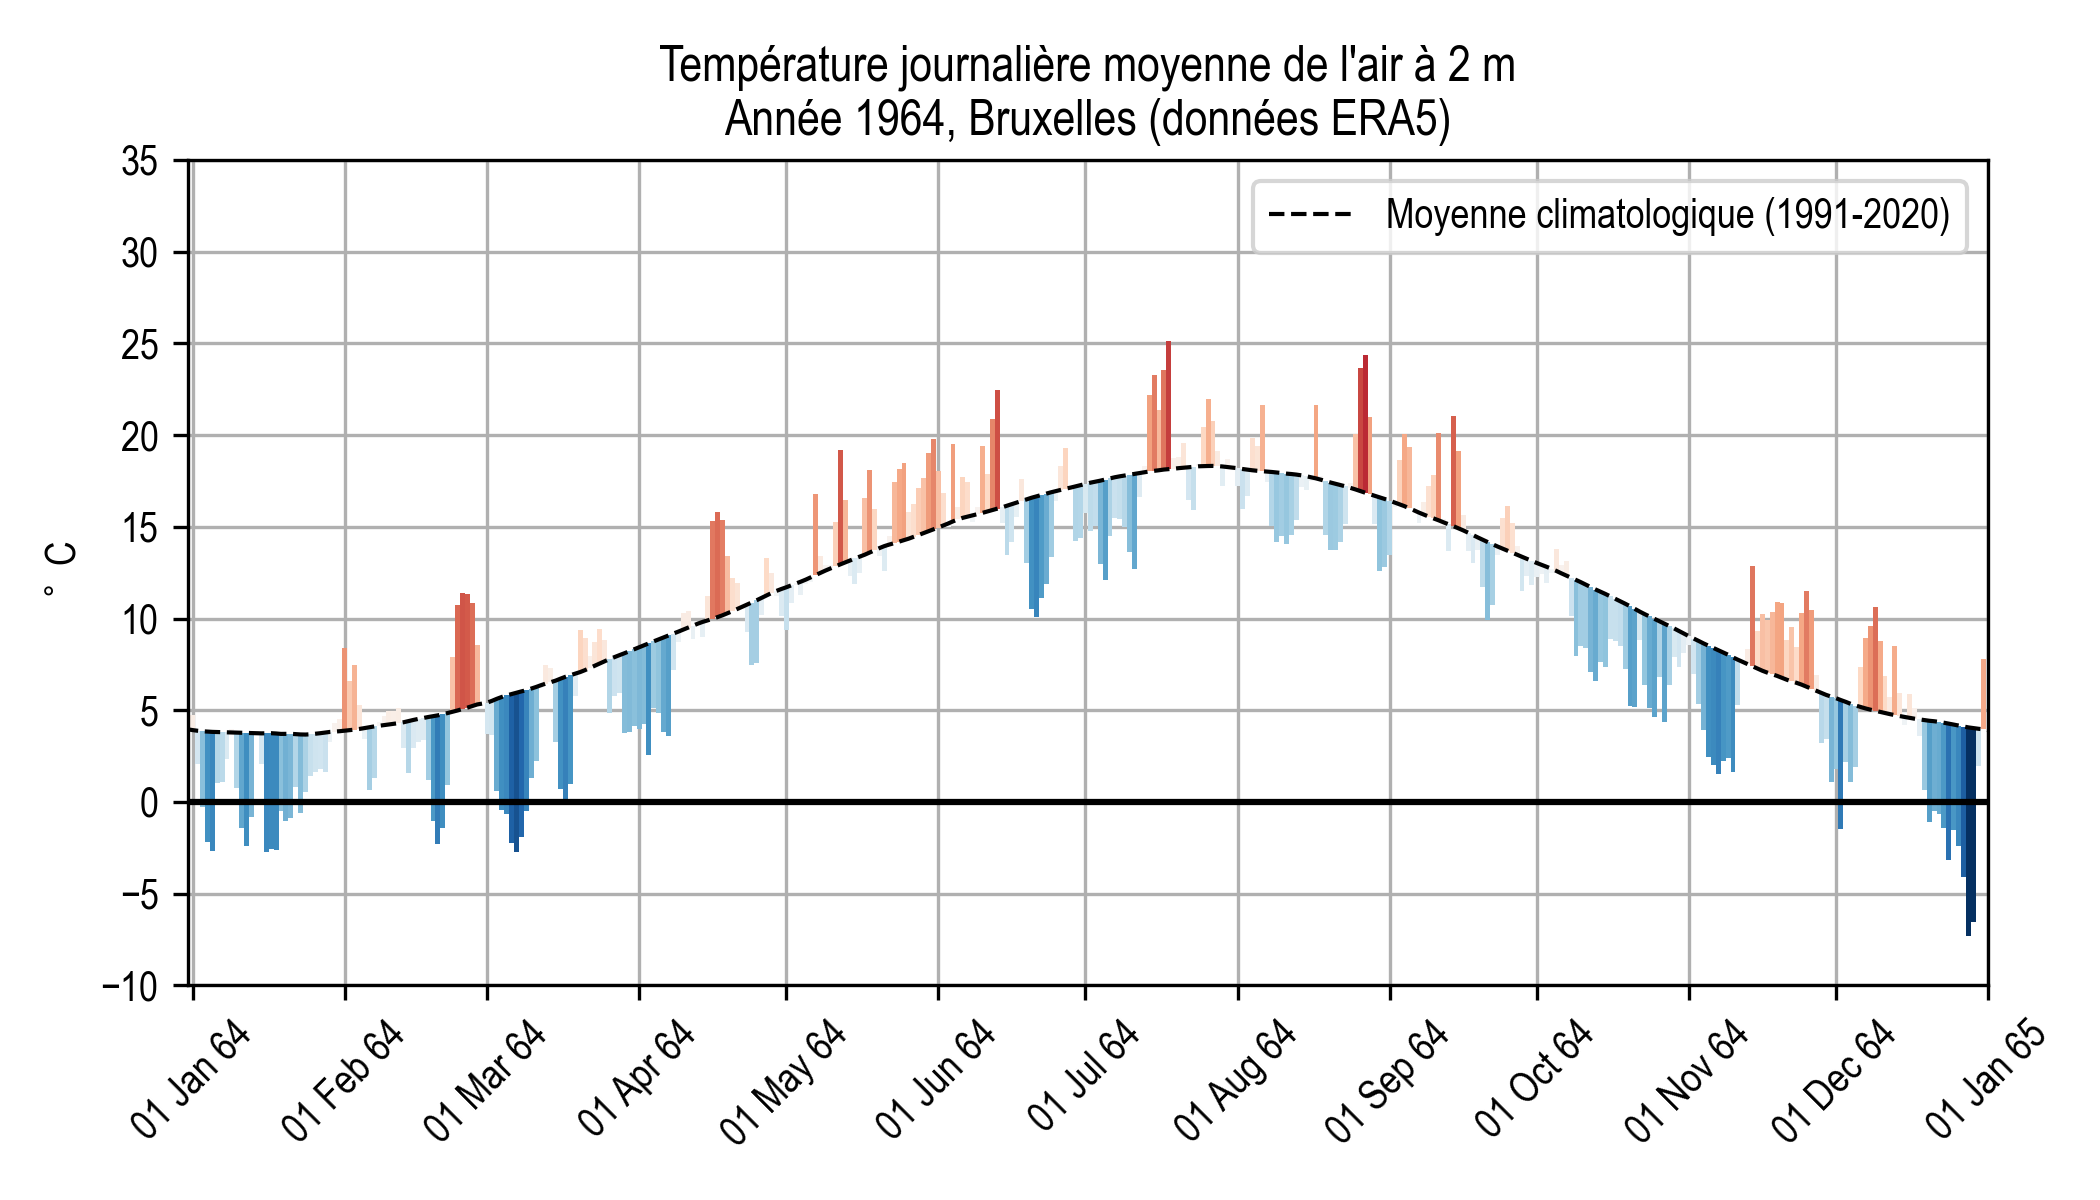 Température journalière moyenne de l'air à 2 m
Année 1964, Bruxelles (données ERA5)
Moyenne climatologique (1991-2020)
° C
35
30
25
20
15
10
5
0
−5
−10
01 Jan 64
01 Feb 64
01 Mar 64
01 Apr 64
01 May 64
01 Jun 64
01 Jul 64
01 Aug 64
01 Sep 64
01 Oct 64
01 Nov 64
01 Dec 64
01 Jan 65